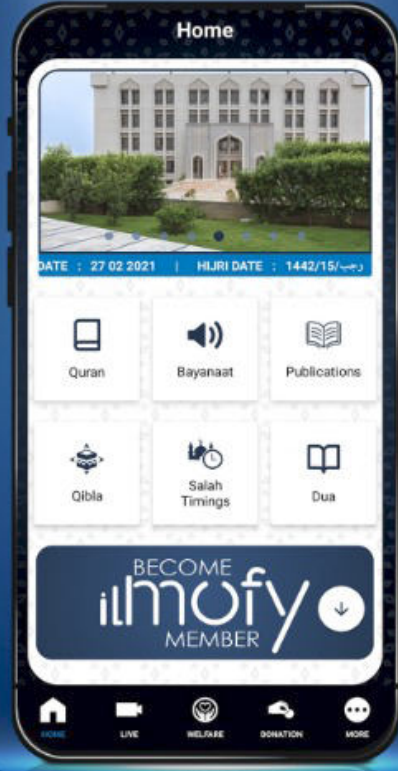 Home
DATE : 27 02 2021 | HIJRI DATE : 1442/15/رجب
Quran
Bayanaat
Publications
Qibla
Salah
Timings
Dua
BECOME
ilmofy
MEMBER
HOME
LIVE
WELFARE
DONATION
MORE